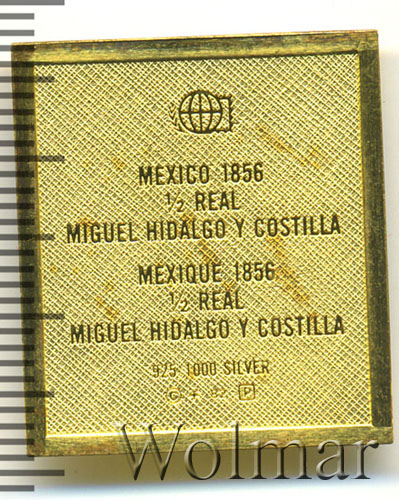 MEXICO 1856
½ REAL
MIGUEL HIDALGO Y COSTILLA
MEXIQUE 1856
½ REAL
MIGUEL HIDALGO Y COSTILLA
925 1000 SILVER
82 P
Wolmar